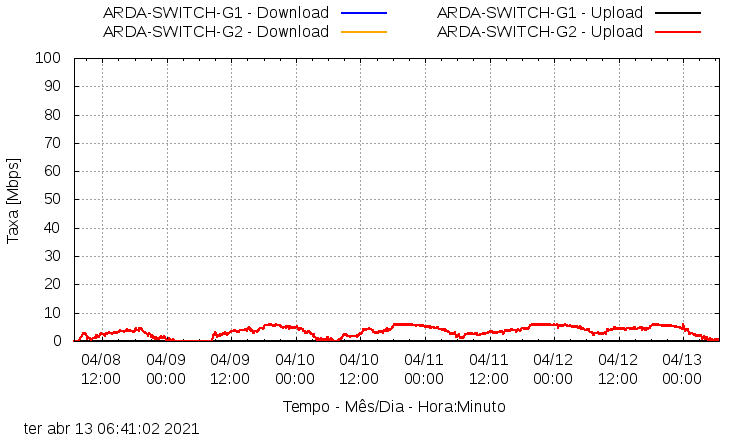 ARDA-SWITCH-G1 - Download
ARDA-SWITCH-G1 - Upload
ARDA-SWITCH-G2 - Download
ARDA-SWITCH-G2 - Upload
100
90
80
70
60
50
40
30
20
10
0
Taxa [Mbps]
04/08 04/09 04/09 04/10 04/10 04/11 04/11 04/12 04/12 04/13
12:00 00:00 12:00 00:00 12:00 00:00 12:00 00:00 12:00 00:00
Tempo - Mês/Dia - Hora:Minuto
ter abr 13 06:41:02 2021